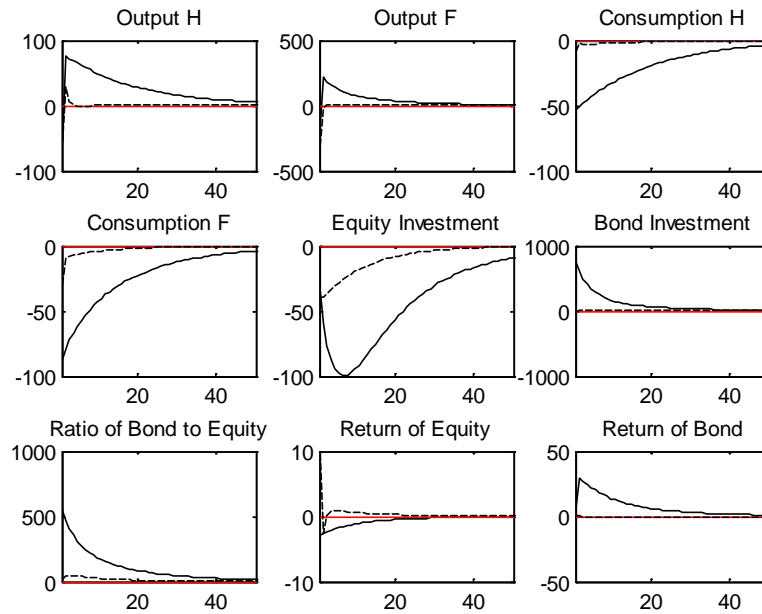 Output H Output F Consumption H
100 500 0
0 0 -50
-100 -500 -100
20 40 20 40 20 40
Consumption F Equity Investment Bond Investment
0 0 1000
-50 -50 0
-100 -100 -1000
20 40 20 40 20 40
Ratio of Bond to Equity Return of Equity Return of Bond
1000 10 50
500 0 0
0 -10 -50
20 40 20 40 20 40